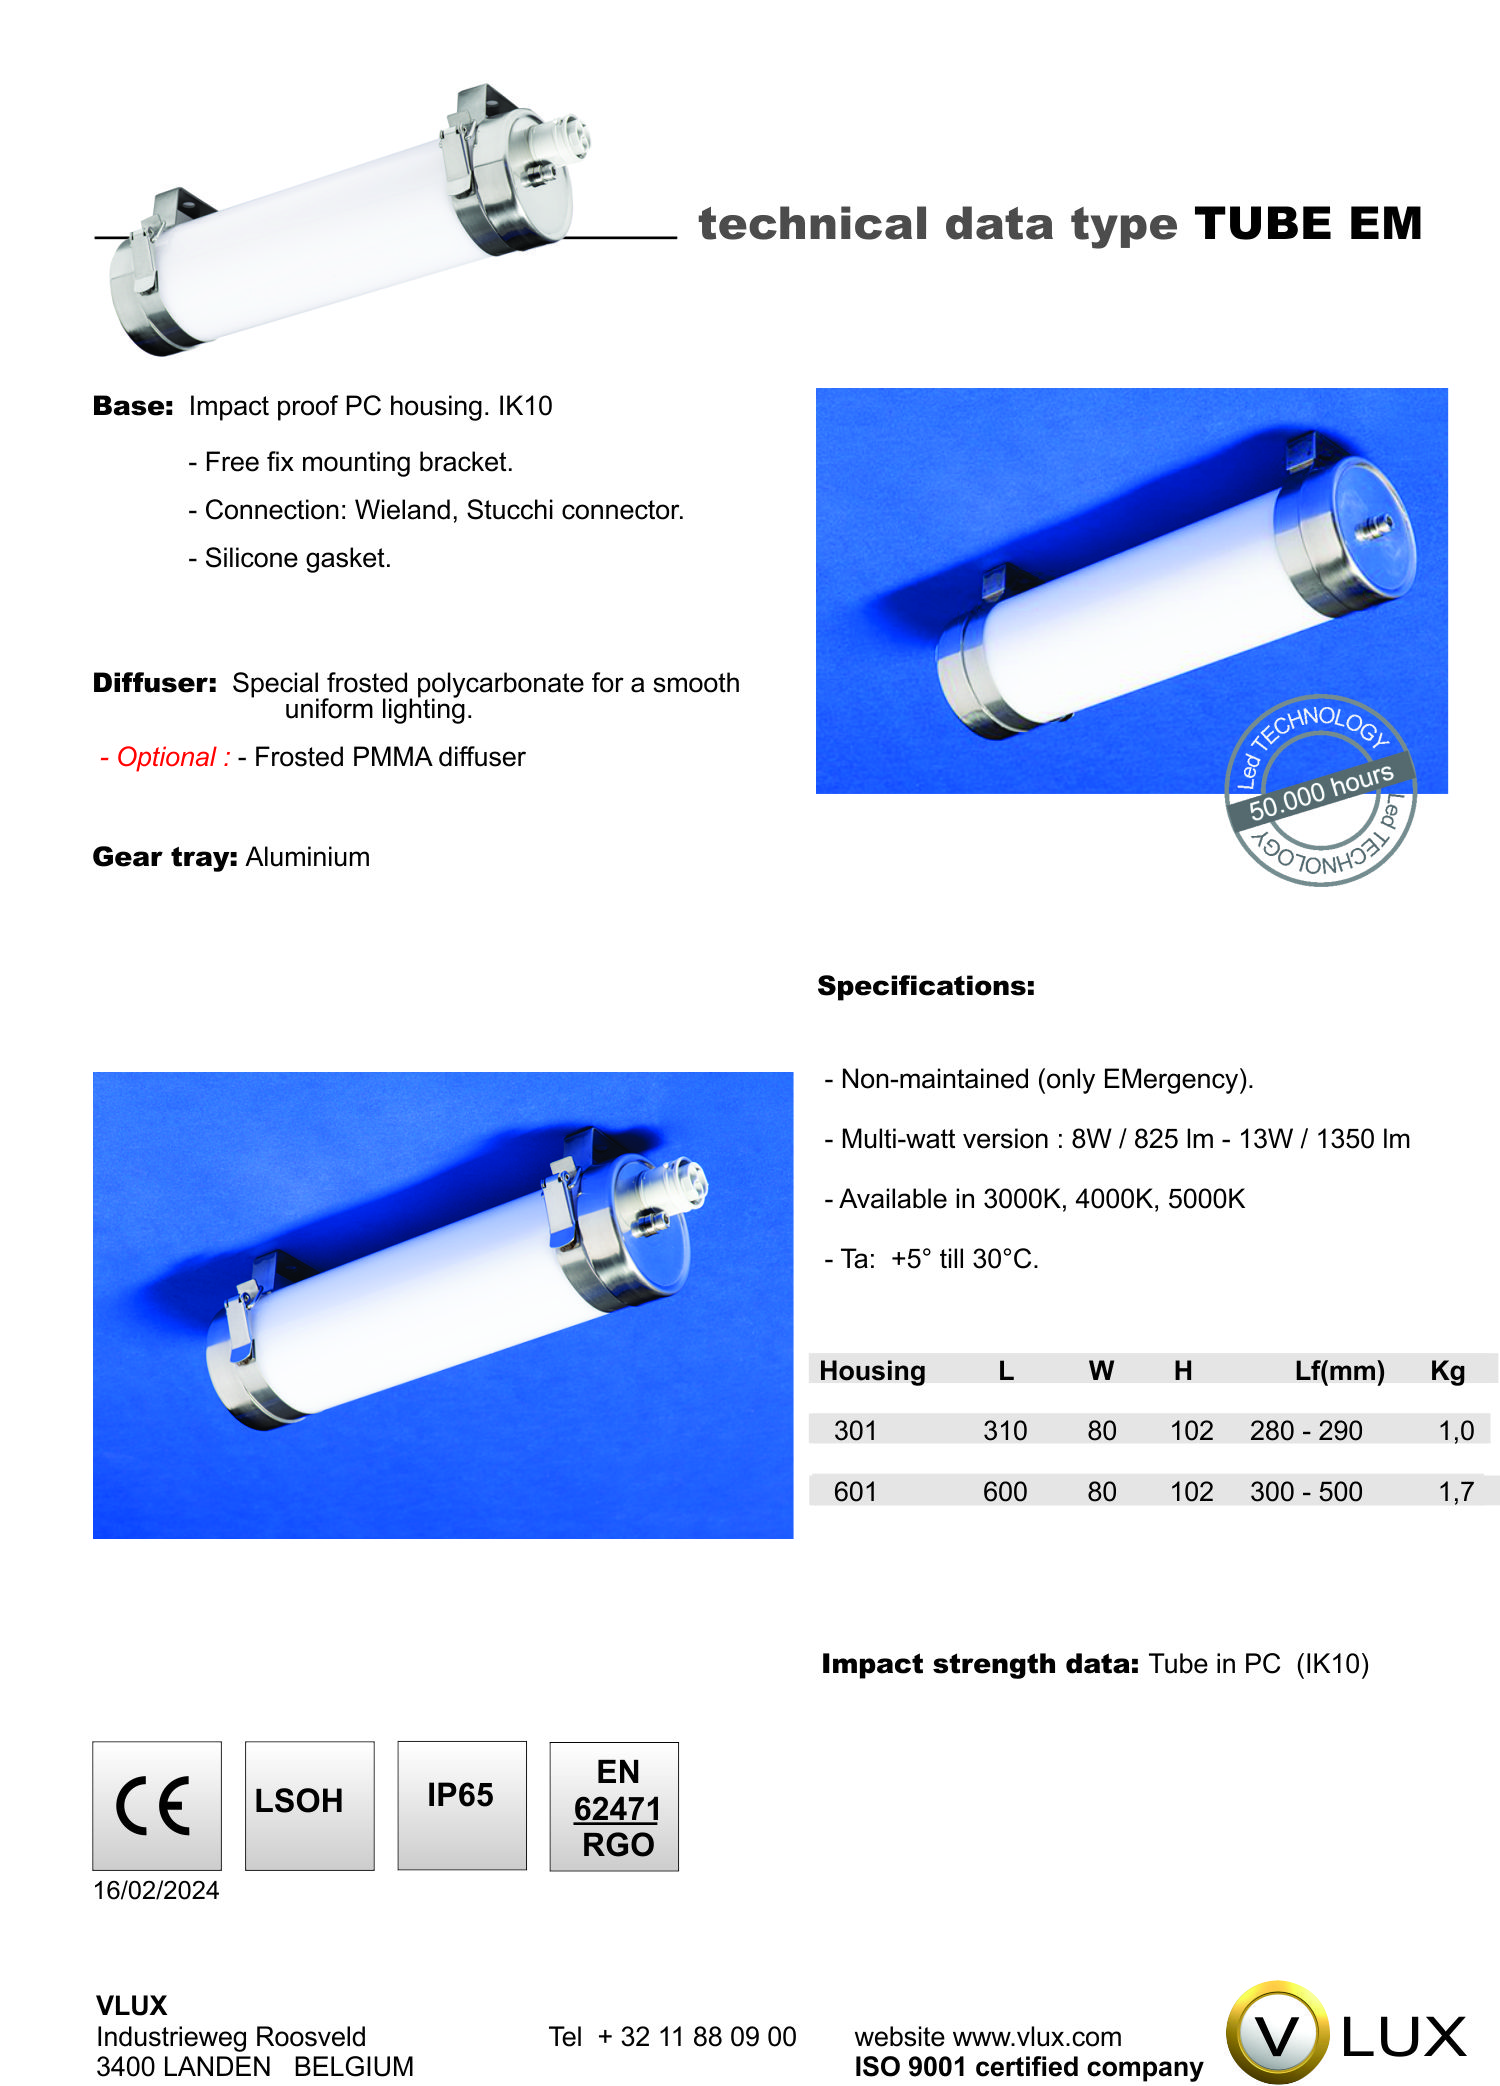 technical data type TUBE EM
Base: Impact proof PC housing. IK10
- Free fix mounting bracket.
- Connection: Wieland, Stucchi connector.
- Silicone gasket.
Diffuser: Special frosted polycarbonate for a smooth
uniform lighting.
- Optional : - Frosted PMMA diffuser
Gear tray: Aluminium
Led TECHNOLOGY
50.000 hours
Led TECHNOLOGY
Specifications:
- Non-maintained (only EMergency).
- Multi-watt version : 8W / 825 lm - 13W / 1350 lm
- Available in 3000K, 4000K, 5000K
- Ta: +5° till 30°C.
Housing L W H Lf(mm) Kg
301 310 80 102 280 - 290 1,0
601 600 80 102 300 - 500 1,7
Impact strength data: Tube in PC (IK10)
CE
LSOH
IP65
EN
62471
RGO
16/02/2024
VLUX
Industrieweg Roosveld
3400 LANDEN BELGIUM
Tel + 32 11 88 09 00
website www.vlux.com
ISO 9001 certified company
V LUX